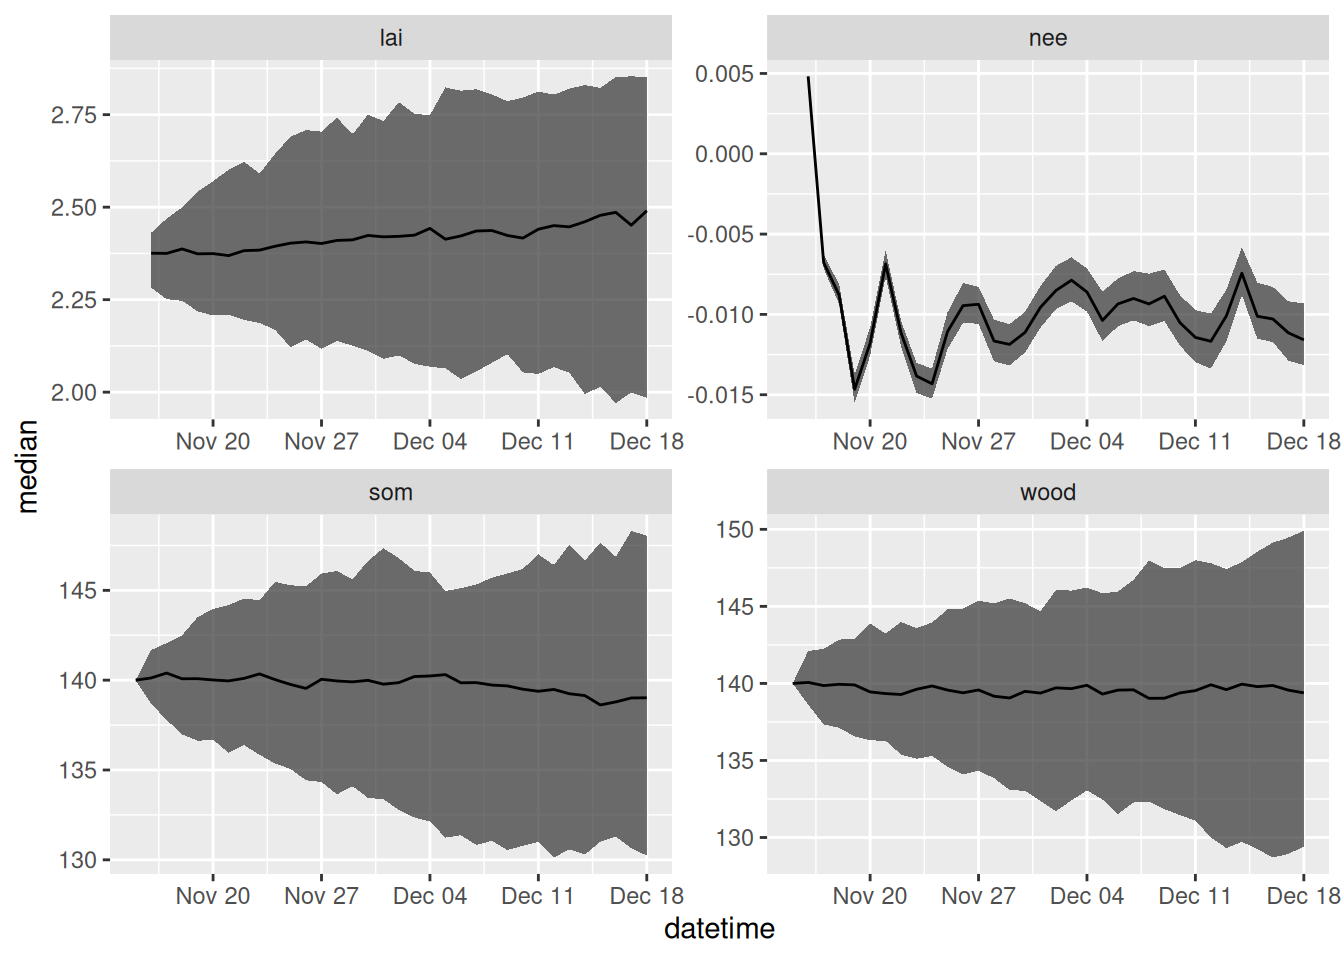 lai
nee
2.75
2.50
2.25
2.00
0.005
0.000
-0.005
-0.010
-0.015
Nov 20 Nov 27 Dec 04 Dec 11 Dec 18
Nov 20 Nov 27 Dec 04 Dec 11 Dec 18
median
som
wood
145
140
135
130
150
145
140
135
130
Nov 20 Nov 27 Dec 04 Dec 11 Dec 18
Nov 20 Nov 27 Dec 04 Dec 11 Dec 18
datetime